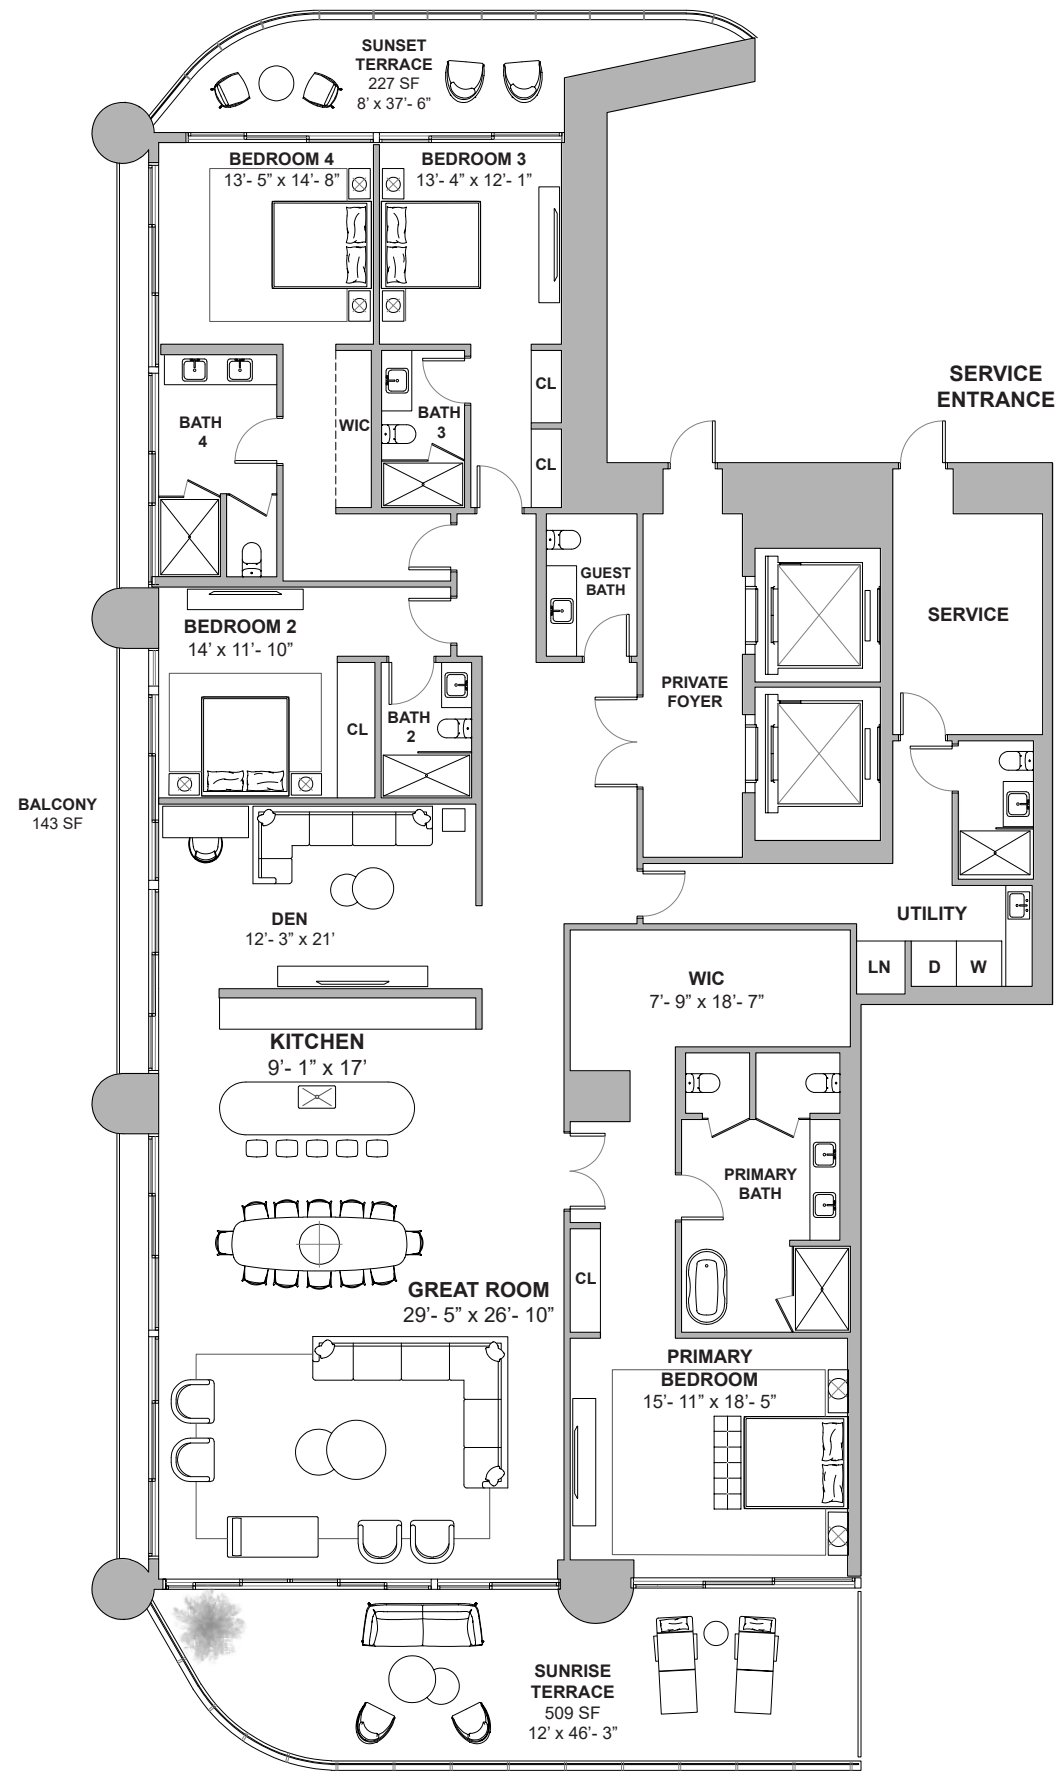 SUNSET
TERRACE
227 SF
8’ x 37’- 6”
BEDROOM 4
13’- 5” x 14’- 8”
BEDROOM 3
13’- 4” x 12’- 1”
SERVICE
ENTRANCE
CL
BATH
4
WIC
BATH
3
CL
GUEST
BATH
SERVICE
BEDROOM 2
14’ x 11’- 10”
PRIVATE
FOYER
CL
BATH
2
BALCONY
143 SF
DEN
12’- 3” x 21’
UTILITY
LN
D
W
WIC
7’- 9” x 18’- 7”
KITCHEN
9’- 1” x 17’
PRIMARY
BATH
CL
GREAT ROOM
29’- 5” x 26’- 10”
PRIMARY
BEDROOM
15’- 11” x 18’- 5”
SUNRISE
TERRACE
509 SF
12’ x 46’- 3”